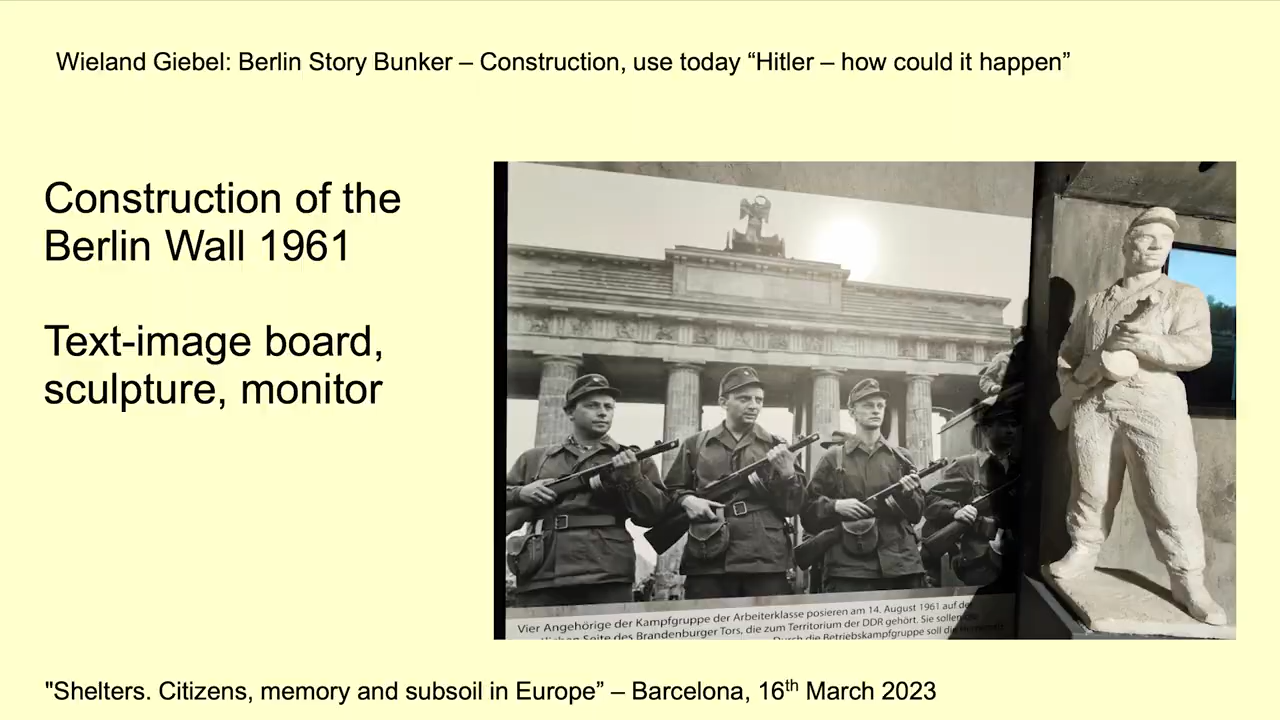 Wieland Giebel: Berlin Story Bunker – Construction, use today “Hitler – how could it happen”
Construction of the
Berlin Wall 1961
Text-image board,
sculpture, monitor
Vier Angehörige der Kampfgruppe der Arbeiterklasse posieren am 14. August 1961 auf der
Seite des Brandenburger Tors, die zum Territorium der DDR gehört. Sie sollen
Durch die Betriebskampfgruppe soll die
"Shelters. Citizens, memory and subsoil in Europe” – Barcelona, 16th March 2023